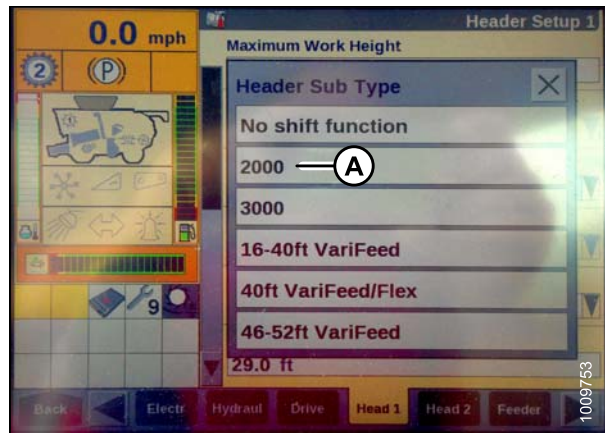 0.0 mph
Header Setup 1
Maximum Work Height
2
(P)
Header Sub Type
No shift function
2000
A
3000
16-40ft VariFeed
40ft VariFeed/Flex
46-52ft VariFeed
9
29.0 ft
Back
Electr
Hydraul
Drive
Head 1
Head 2
Feeder
1009753